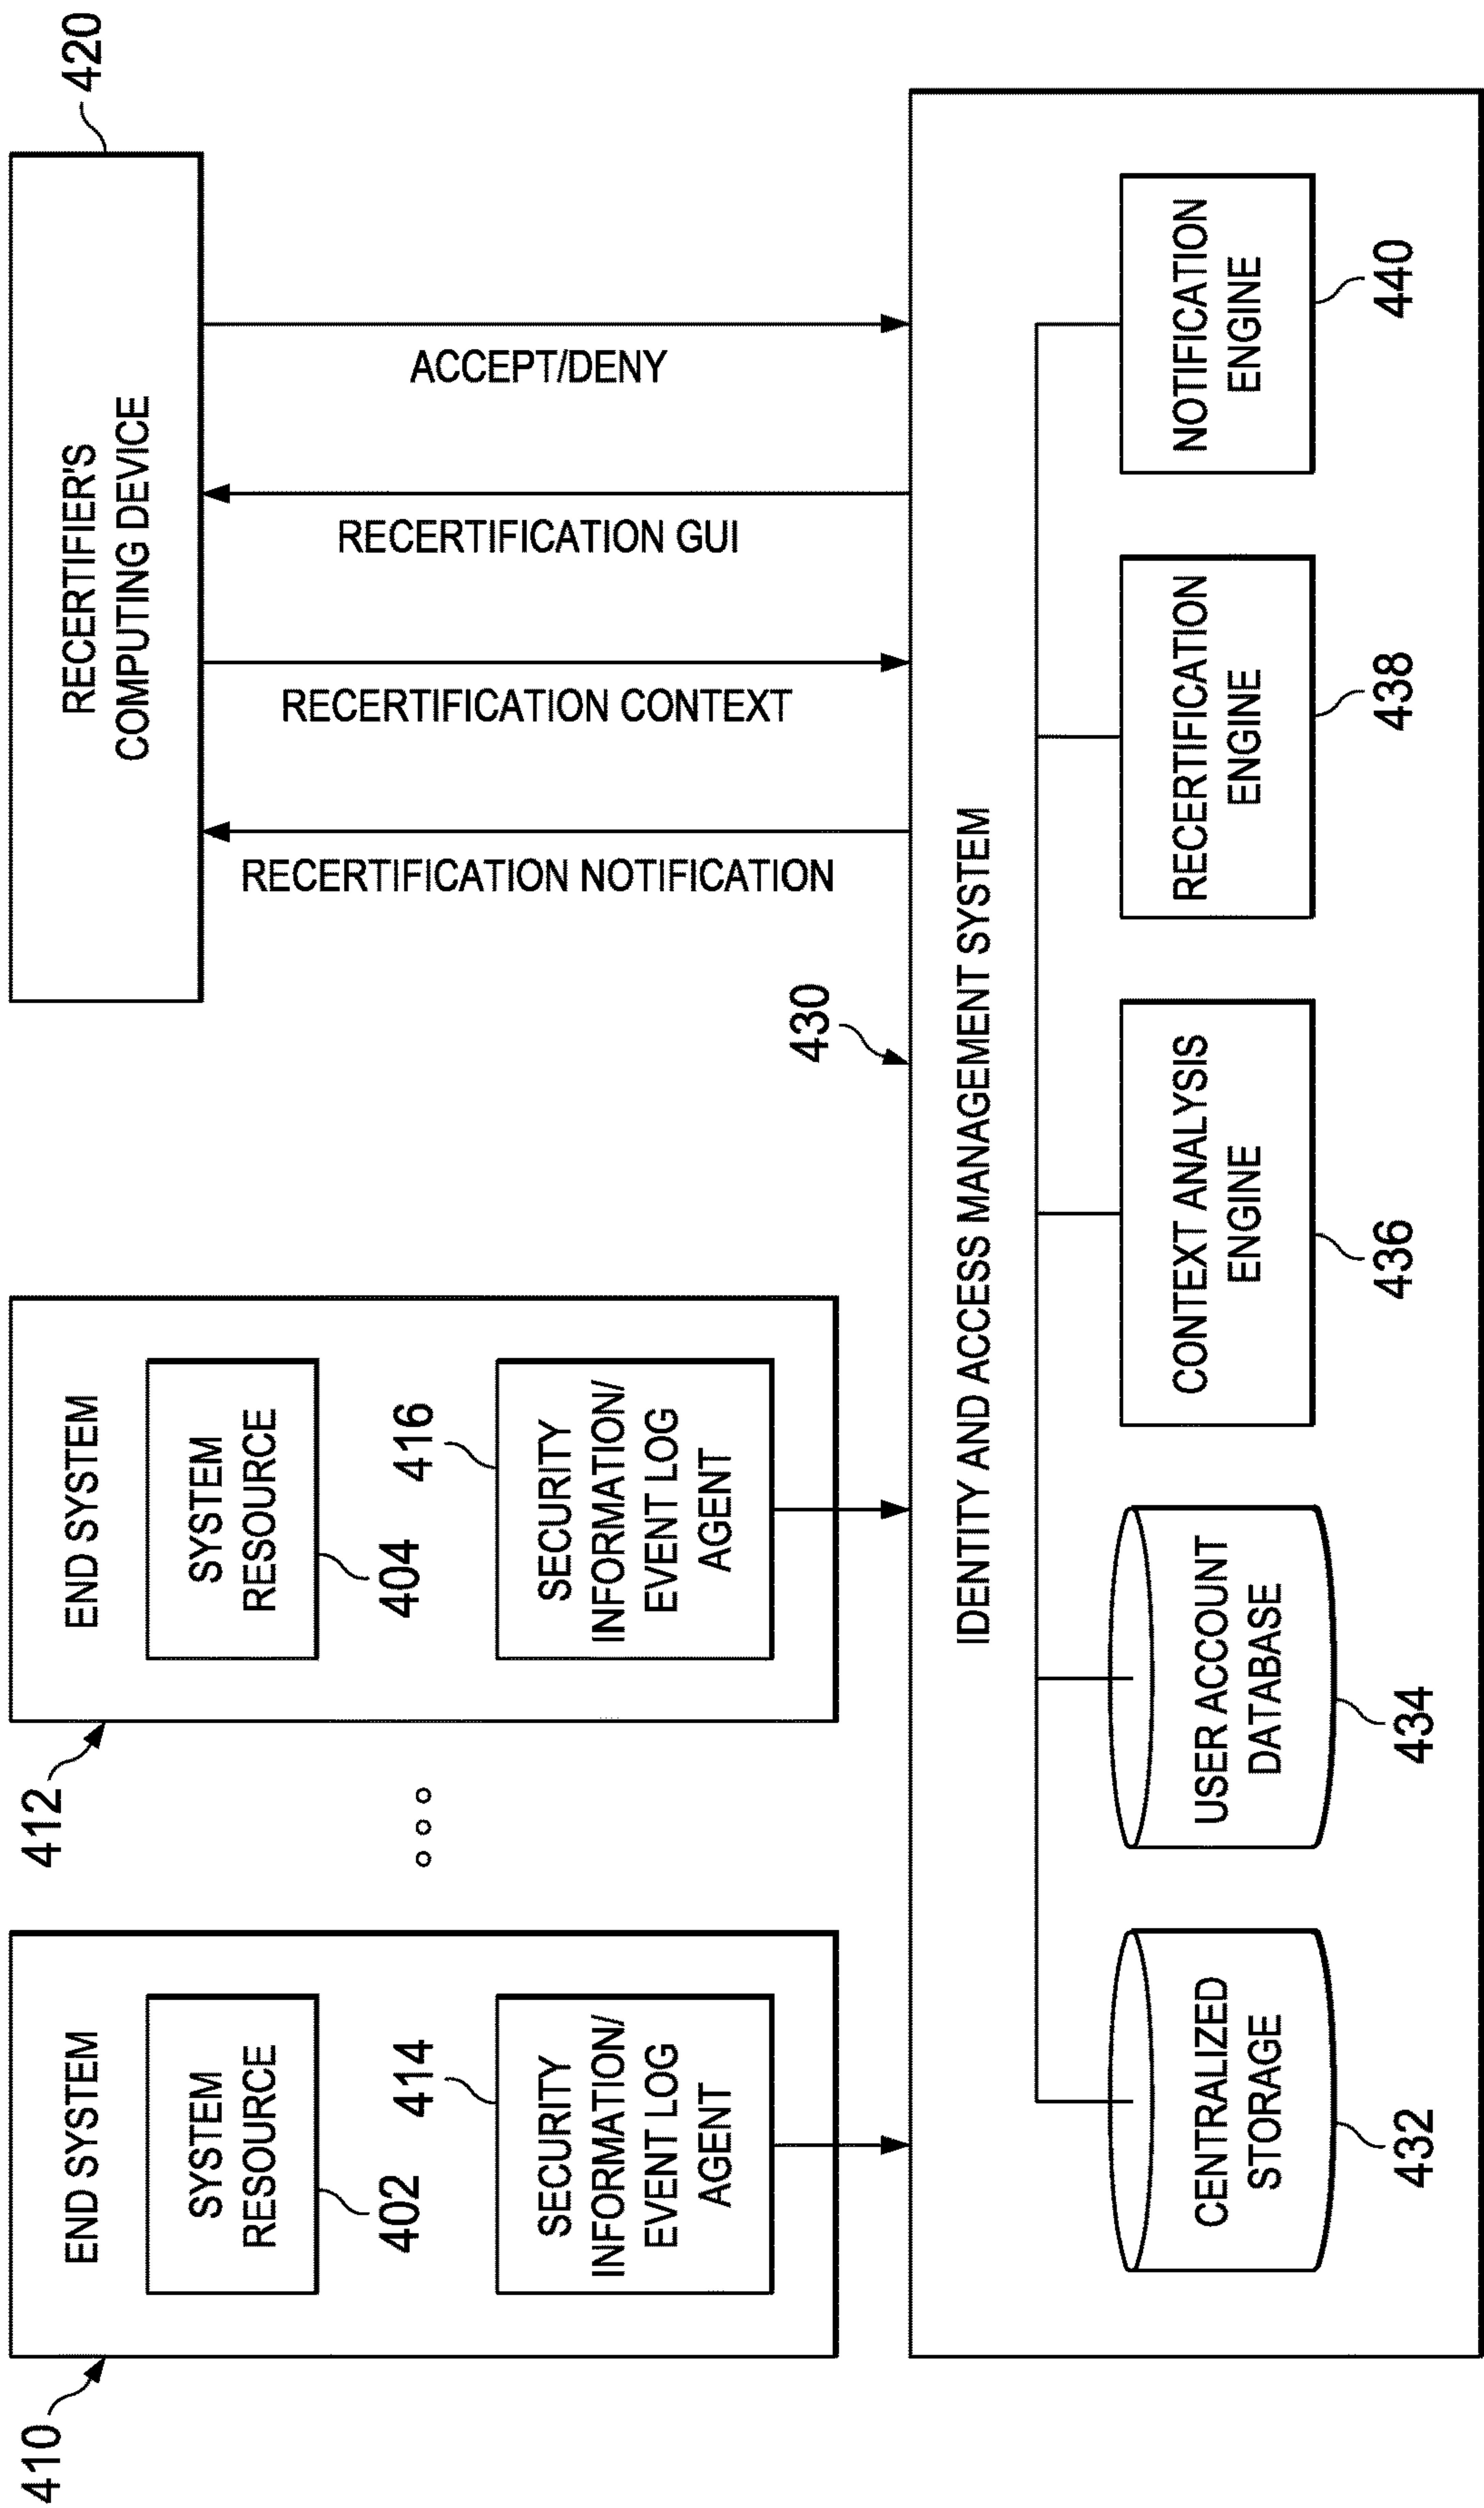 410
END SYSTEM
SYSTEM
RESOURCE
402
414
SECURITY
INFORMATION/
EVENT LOG
AGENT
412
END SYSTEM
SYSTEM
RESOURCE
404
416
SECURITY
INFORMATION/
EVENT LOG
AGENT
420
RECERTIFIER'S
COMPUTING DEVICE
RECERTIFICATION NOTIFICATION
RECERTIFICATION CONTEXT
RECERTIFICATION GUI
ACCEPT/DENY
430
IDENTITY AND ACCESS MANAGEMENT SYSTEM
CENTRALIZED
STORAGE
432
USER ACCOUNT
DATABASE
434
CONTEXT ANALYSIS
ENGINE
436
RECERTIFICATION
ENGINE
438
NOTIFICATION
ENGINE
440